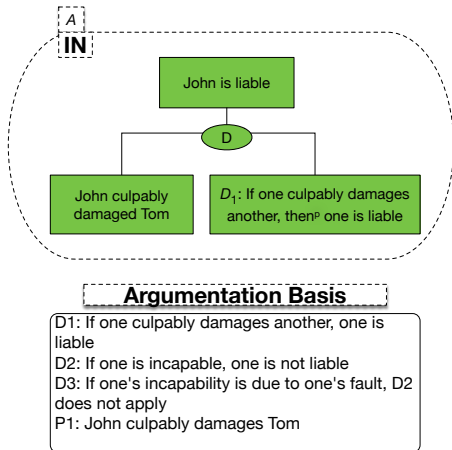 A
IN
John is liable
D
John culpably
damaged Tom
D₁: If one culpably damages
another, thenᵖ one is liable
Argumentation Basis
D1: If one culpably damages another, one is
liable
D2: If one is incapable, one is not liable
D3: If one's incapability is due to one's fault, D2
does not apply
P1: John culpably damages Tom